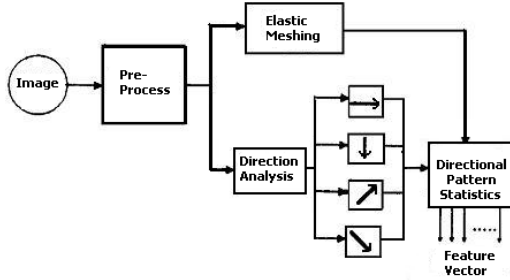 Image
Pre-
Process
Elastic
Meshing
Direction
Analysis
Directional
Pattern
Statistics
.....
Feature
Vector